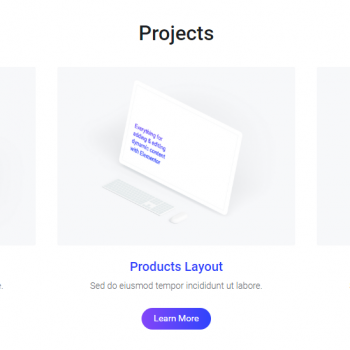 Projects
Everything for
adding & editing
dynamic content
with Elementor
Products Layout
e.
Sed do eiusmod tempor incididunt ut labore.
Learn More